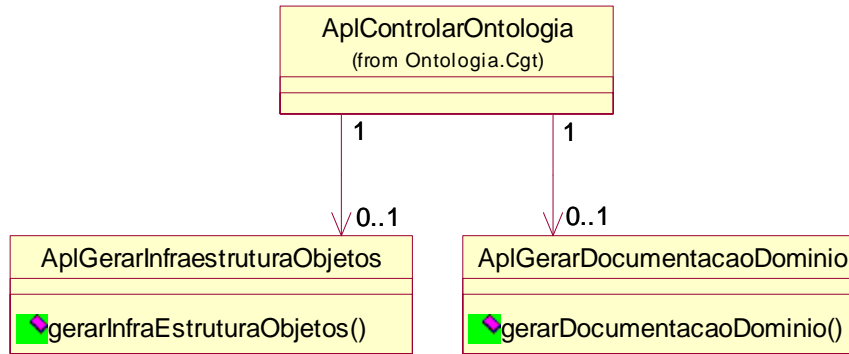 AplControlarOntologia
(from Ontologia.Cgt)
1
1
0..1
0..1
AplGerarInfraestruturaObjetos
AplGerarDocumentacaoDominio
gerarInfraEstruturaObjetos()
gerarDocumentacaoDominio()